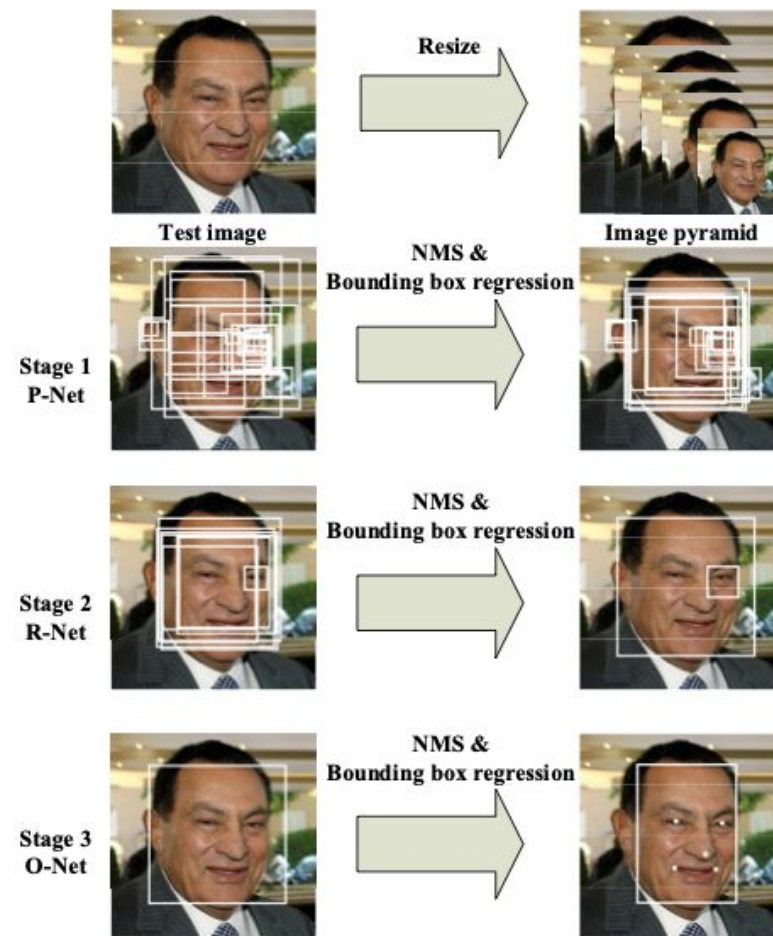 Resize
Test image
Image pyramid
NMS &
Bounding box regression
Stage 1
P-Net
NMS &
Bounding box regression
Stage 2
R-Net
NMS &
Bounding box regression
Stage 3
O-Net